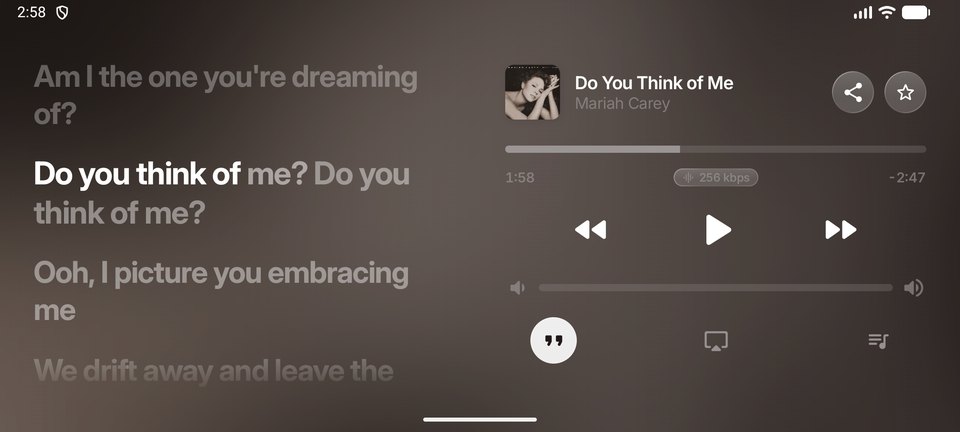 2:58
Am I the one you're dreaming
of?
Do you think of me? Do you
think of me?
Ooh, I picture you embracing
me
We drift away and leave the
Do You Think of Me
Mariah Carey
1:58
256 kbps
-2:47